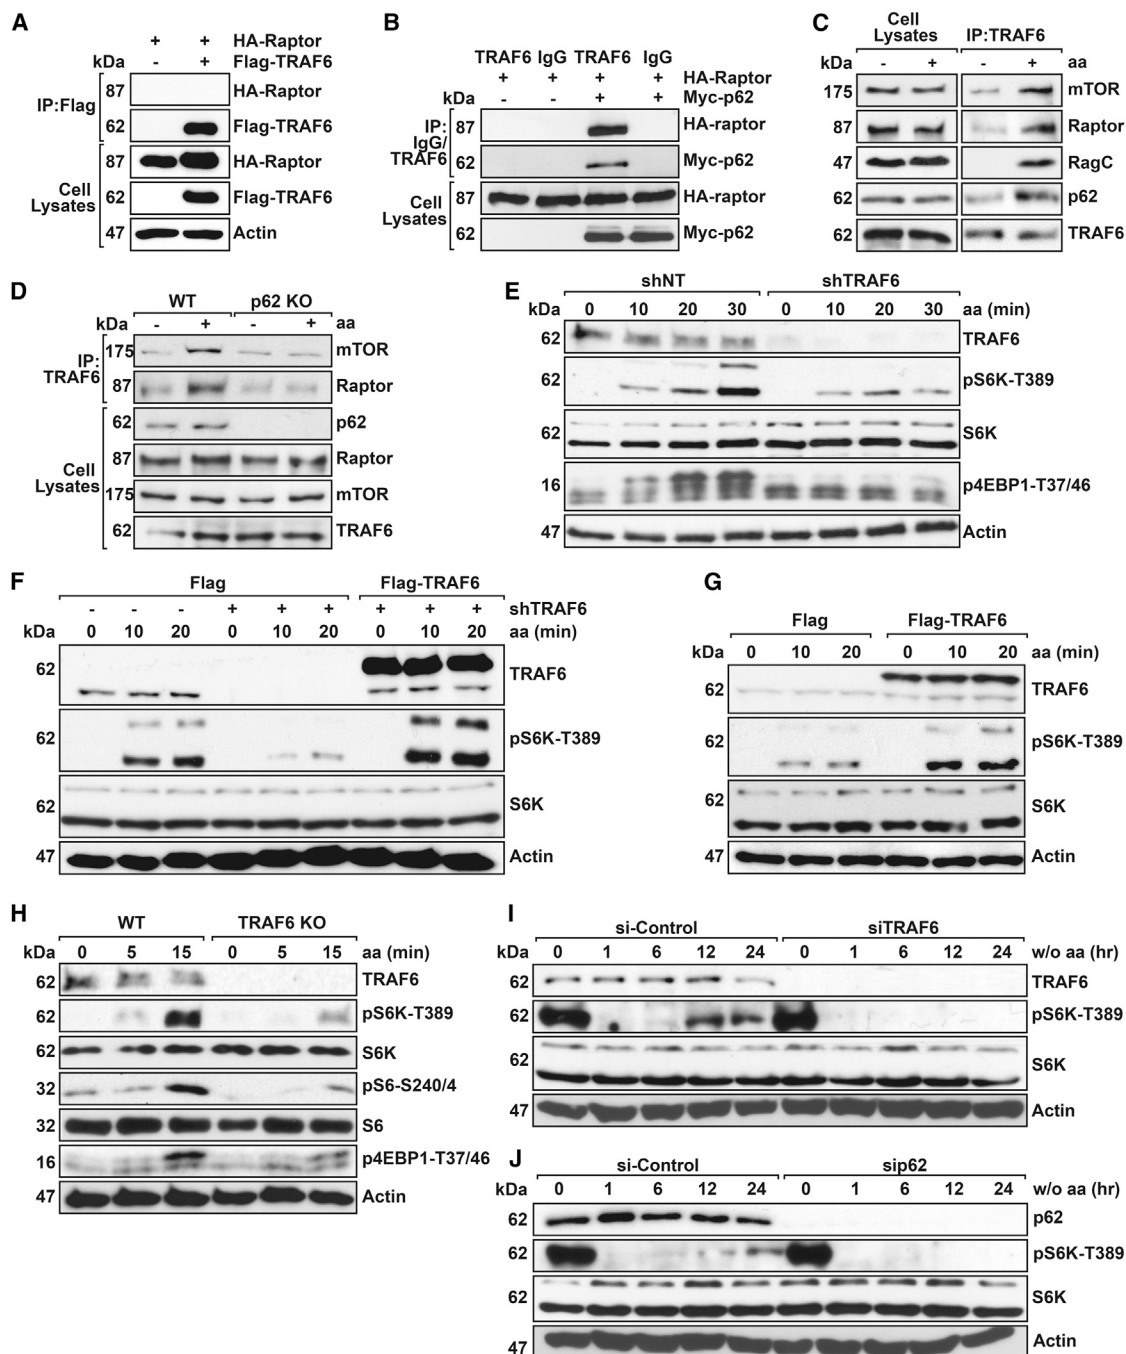 A
+ + HA-Raptor
kDa - + Flag-TRAF6
IP:Flag
87 HA-Raptor
62 Flag-TRAF6
Cell Lysates
87 HA-Raptor
62 Flag-TRAF6
47 Actin
B
TRAF6 IgG TRAF6 IgG
+ + + + HA-Raptor
kDa - - + + Myc-p62
IP: IgG/ TRAF6
87 HA-raptor
62 Myc-p62
Cell Lysates
87 HA-raptor
62 Myc-p62
C
Cell Lysates IP:TRAF6
kDa - + - + aa
175 mTOR
87 Raptor
47 RagC
62 p62
62 TRAF6
D
WT p62 KO
kDa - + - + aa
IP: TRAF6
175 mTOR
87 Raptor
Cell Lysates
62 p62
87 Raptor
175 mTOR
62 TRAF6
E
shNT shTRAF6
kDa 0 10 20 30 0 10 20 30 aa (min)
62 TRAF6
62 pS6K-T389
62 S6K
16 p4EBP1-T37/46
47 Actin
F
Flag Flag-TRAF6
- - - + + + + + + shTRAF6
kDa 0 10 20 0 10 20 0 10 20 aa (min)
62 TRAF6
62 pS6K-T389
62 S6K
47 Actin
G
Flag Flag-TRAF6
kDa 0 10 20 0 10 20 aa (min)
62 TRAF6
62 pS6K-T389
62 S6K
47 Actin
H
WT TRAF6 KO
kDa 0 5 15 0 5 15 aa (min)
62 TRAF6
62 pS6K-T389
62 S6K
32 pS6-S240/4
32 S6
16 p4EBP1-T37/46
47 Actin
I
si-Control siTRAF6
kDa 0 1 6 12 24 0 1 6 12 24 w/o aa (hr)
62 TRAF6
62 pS6K-T389
62 S6K
47 Actin
J
si-Control sip62
kDa 0 1 6 12 24 0 1 6 12 24 w/o aa (hr)
62 p62
62 pS6K-T389
62 S6K
47 Actin